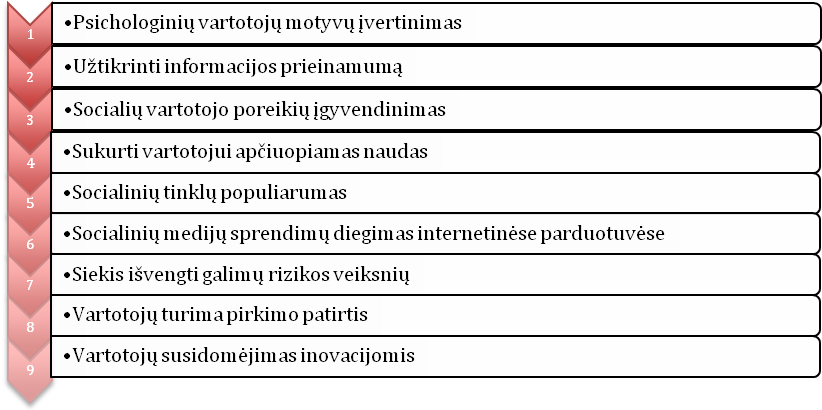 1 •Psichologinių vartotojų motyvų įvertinimas
2 •Užtikrinti informacijos prieinamumą
3 •Socialių vartotojo poreikių įgyvendinimas
4 •Sukurti vartotojui apčiuopiamas naudas
5 •Socialinių tinklų populiarumas
6 •Socialinių medijų sprendimų diegimas internetinėse parduotuvėse
7 •Siekis išvengti galimų rizikos veiksnių
8 •Vartotojų turima pirkimo patirtis
9 •Vartotojų susidomėjimas inovacijomis